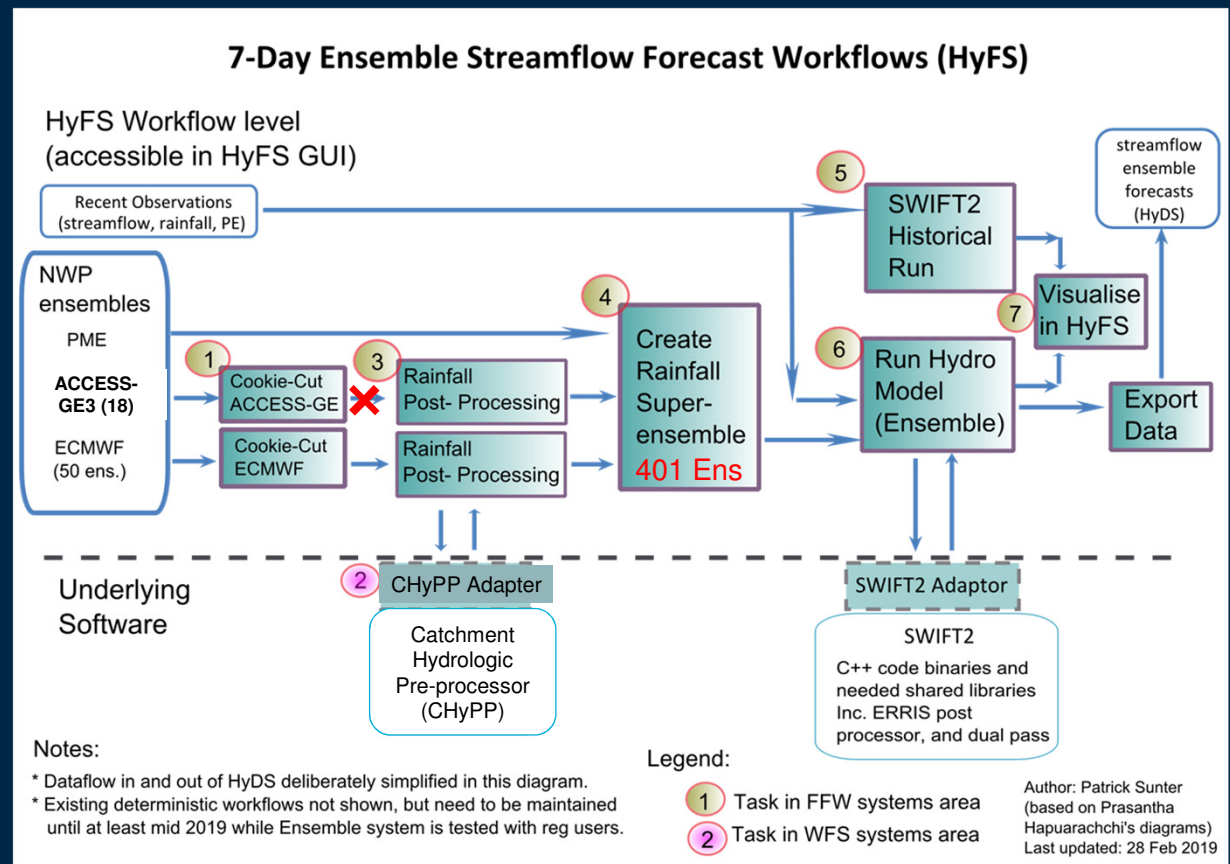 7-Day Ensemble Streamflow Forecast Workflows (HyFS)
HyFS Workflow level
(accessible in HyFS GUI)
Recent Observations
(streamflow, rainfall, PE)
NWP
ensembles
PME
ACCESS-
GE3 (18)
ECMWF
(50 ens.)
1
Cookie-Cut
ACCESS-GE
Cookie-Cut
ECMWF
3
Rainfall
Post- Processing
Rainfall
Post- Processing
4
Create
Rainfall
Super-
ensemble
401 Ens
5
SWIFT2
Historical
Run
6
Run Hydro
Model
(Ensemble)
7
Visualise
in HyFS
streamflow
ensemble
forecasts
(HyDS)
Export
Data
Underlying
Software
2
CHyPP Adapter
Catchment
Hydrologic
Pre-processor
(CHyPP)
SWIFT2 Adaptor
SWIFT2
C++ code binaries and
needed shared libraries
Inc. ERRIS post
processor, and dual pass
Notes:
* Dataflow in and out of HyDS deliberately simplified in this diagram.
* Existing deterministic workflows not shown, but need to be maintained
until at least mid 2019 while Ensemble system is tested with reg users.
Legend:
1 Task in FFW systems area
2 Task in WFS systems area
Author: Patrick Sunter
(based on Prasantha
Hapuarachchi's diagrams)
Last updated: 28 Feb 2019